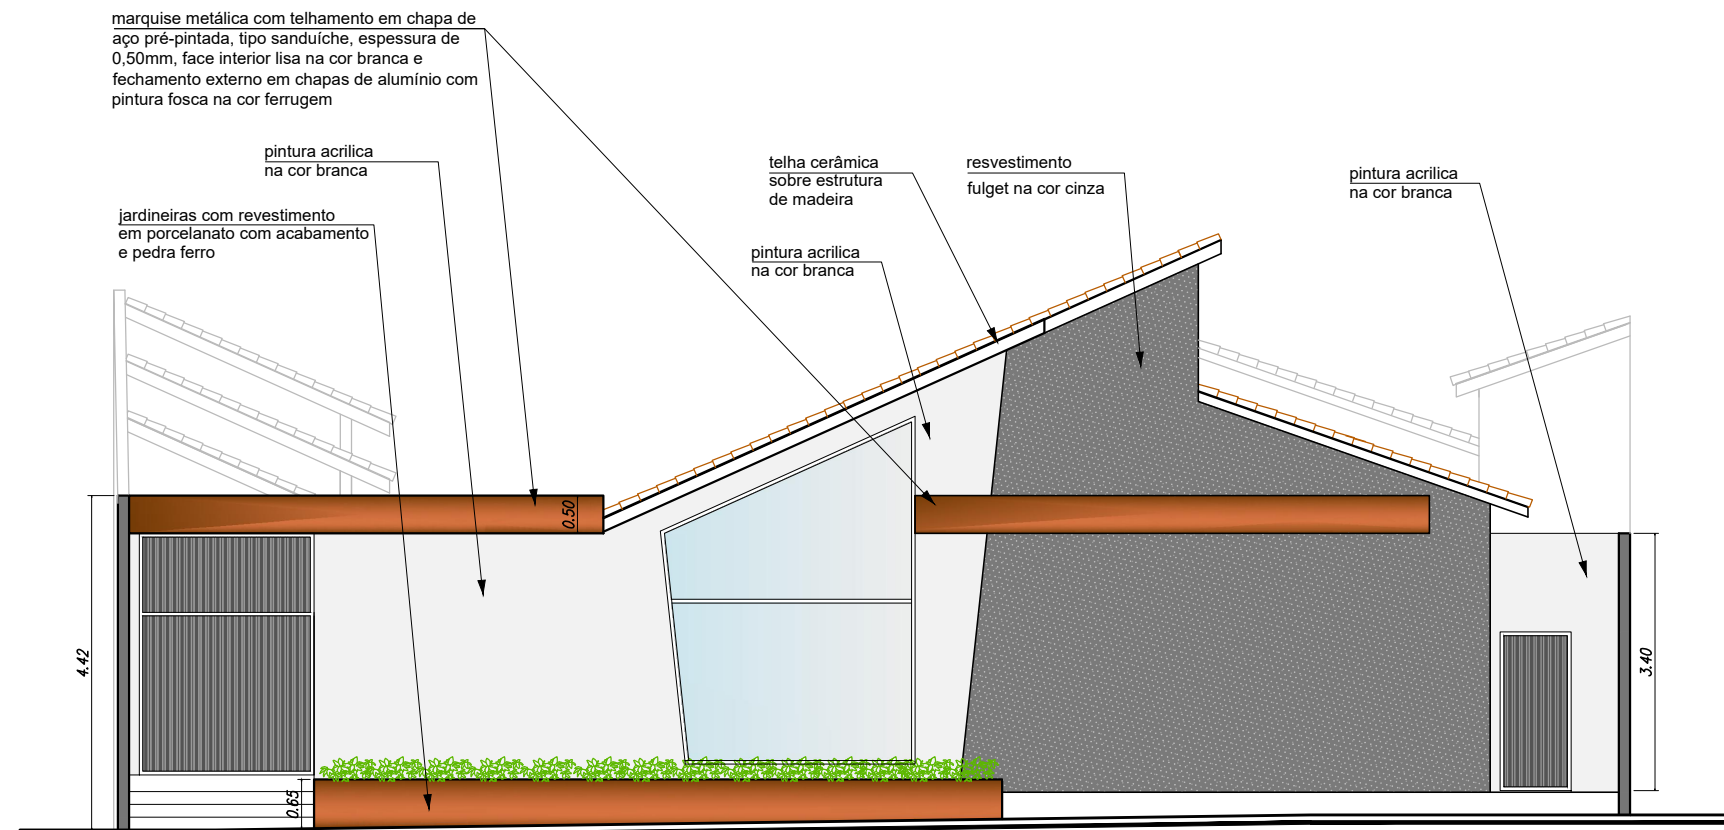 marquise metálica com telhamento em chapa de
aço pré-pintada, tipo sanduíche, espessura de
0,50mm, face interior lisa na cor branca e
fechamento externo em chapas de alumínio com
pintura fosca na cor ferrugem
pintura acrilica
na cor branca
jardineiras com revestimento
em porcelanato com acabamento
e pedra ferro
telha cerâmica
sobre estrutura
de madeira
resvestimento
fulget na cor cinza
pintura acrilica
na cor branca
pintura acrilica
na cor branca
0.50
4.42
3.40
0.65